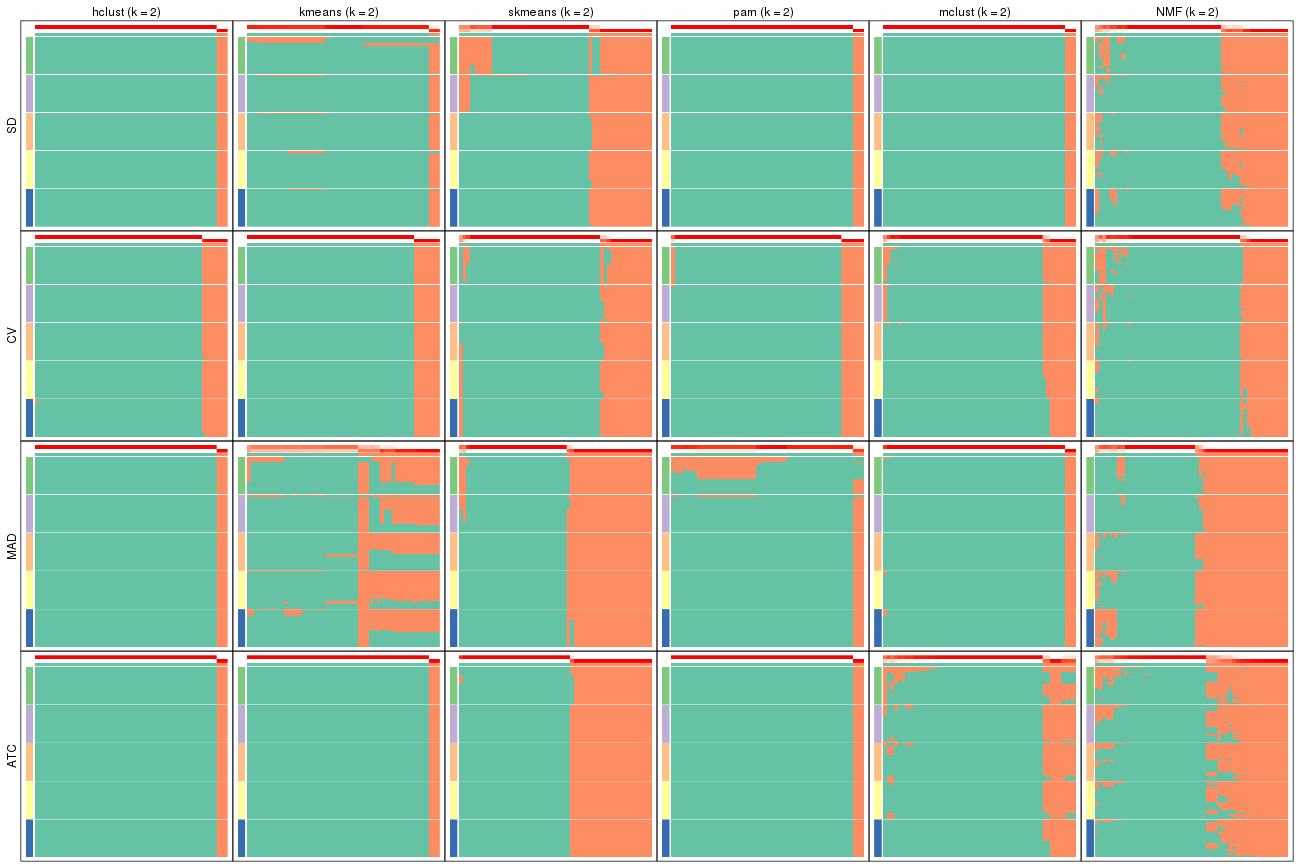 hclust (k = 2)
kmeans (k = 2)
skmeans (k = 2)
pam (k = 2)
mclust (k = 2)
NMF (k = 2)
SD
CV
MAD
ATC